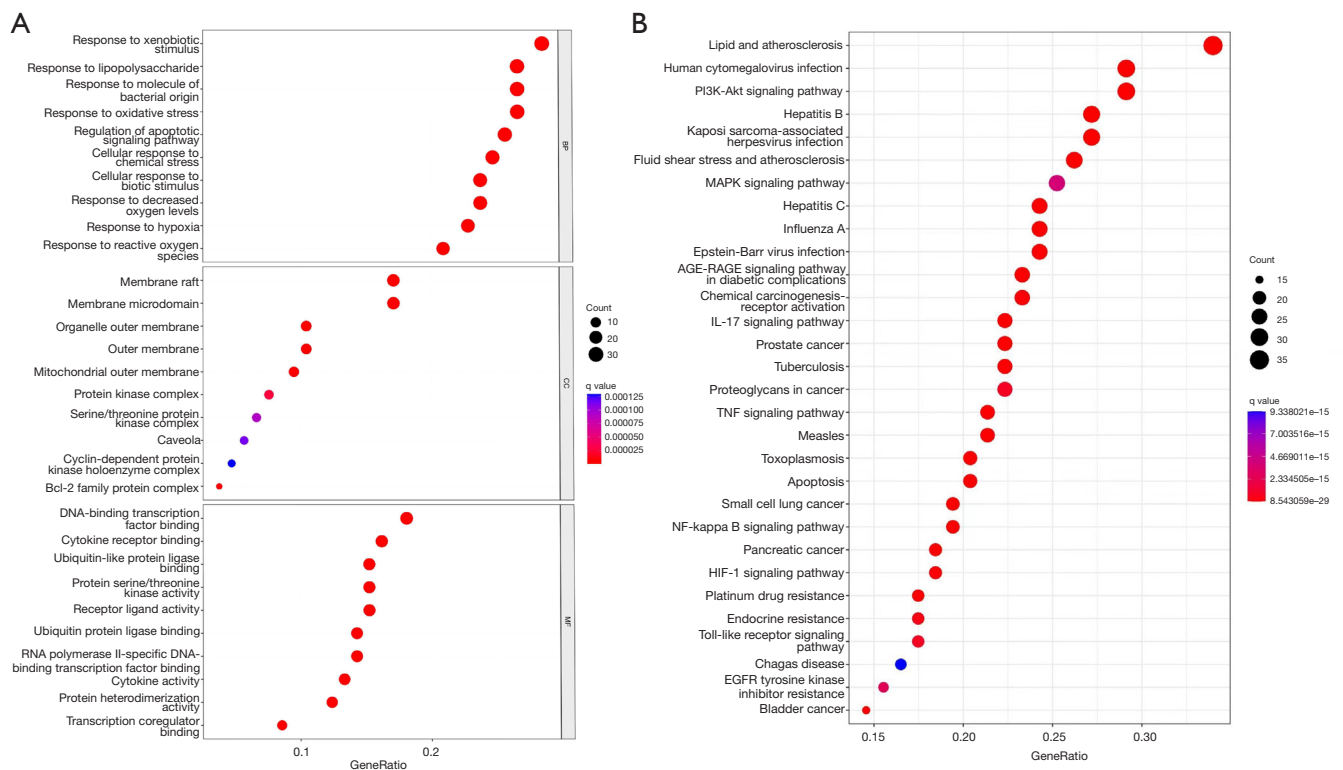 A
Response to xenobiotic
stimulus
Response to lipopolysaccharide
Response to molecule of
bacterial origin
Response to oxidative stress
Regulation of apoptotic
signaling pathway
Cellular response to
chemical stress
Cellular response to
biotic stimulus
Response to decreased
oxygen levels
Response to hypoxia
Response to reactive oxygen
species
BP
Membrane raft
Membrane microdomain
Organelle outer membrane
Outer membrane
Mitochondrial outer membrane
Protein kinase complex
Serine/threonine protein
kinase complex
Caveola
Cyclin-dependent protein
kinase holoenzyme complex
Bcl-2 family protein complex
CC
DNA-binding transcription
factor binding
Cytokine receptor binding
Ubiquitin-like protein ligase
binding
Protein serine/threonine
kinase activity
Receptor ligand activity
Ubiquitin protein ligase binding
RNA polymerase II-specific DNA-
binding transcription factor binding
Cytokine activity
Protein heterodimerization
activity
Transcription coregulator
binding
MF
0.1
0.2
GeneRatio
Count
10
20
30
q value
0.000125
0.000100
0.000075
0.000050
0.000025
B
Lipid and atherosclerosis
Human cytomegalovirus infection
PI3K-Akt signaling pathway
Hepatitis B
Kaposi sarcoma-associated
herpesvirus infection
Fluid shear stress and atherosclerosis
MAPK signaling pathway
Hepatitis C
Influenza A
Epstein-Barr virus infection
AGE-RAGE signaling pathway
in diabetic complications
Chemical carcinogenesis-
receptor activation
IL-17 signaling pathway
Prostate cancer
Tuberculosis
Proteoglycans in cancer
TNF signaling pathway
Measles
Toxoplasmosis
Apoptosis
Small cell lung cancer
NF-kappa B signaling pathway
Pancreatic cancer
HIF-1 signaling pathway
Platinum drug resistance
Endocrine resistance
Toll-like receptor signaling
pathway
Chagas disease
EGFR tyrosine kinase
inhibitor resistance
Bladder cancer
0.15
0.20
0.25
0.30
GeneRatio
Count
15
20
25
30
35
q value
9.338021e–15
7.003516e–15
4.669011e–15
2.334505e–15
8.543059e–29